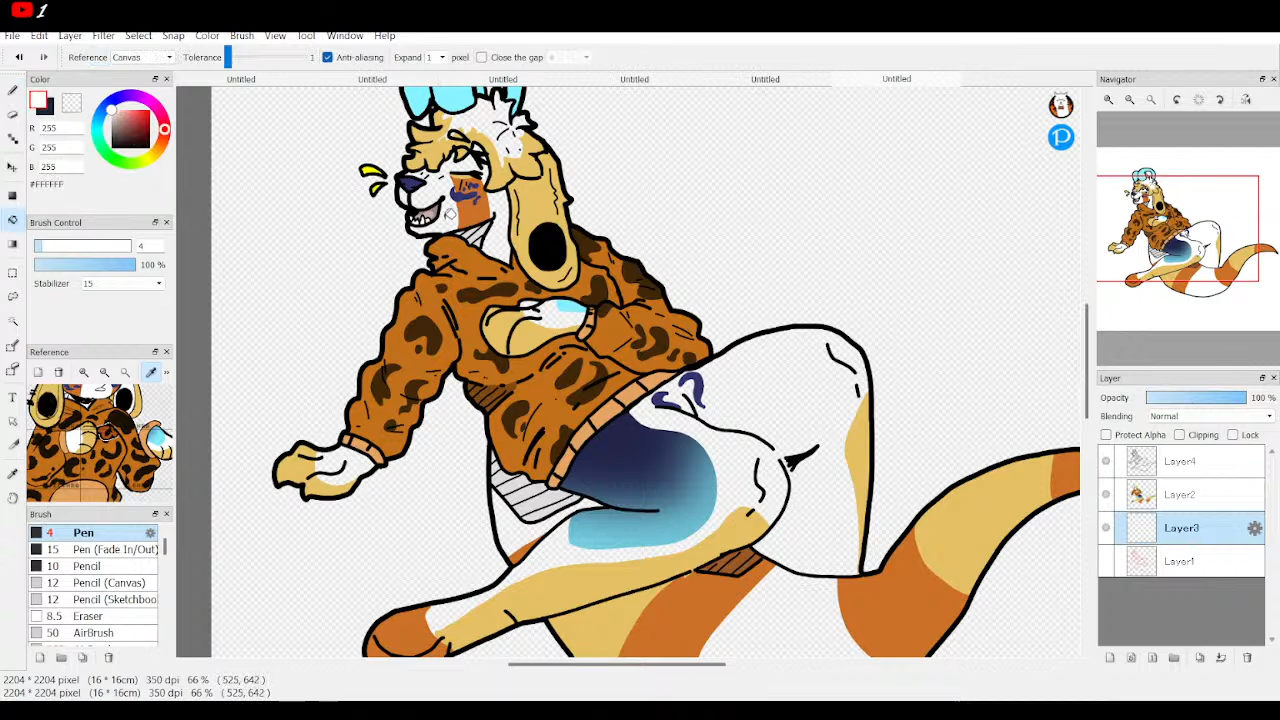 1
File Edit Layer Filter Select Snap Color Brush View Tool Window Help
Reference Canvas Tolerance 1 Anti-aliasing Expand 1 pixel Close the gap 0
Color Untitled Untitled Untitled Untitled Untitled Untitled Navigator
R 255
G 255
B 255
#FFFFFF
Brush Control
4
100 %
Stabilizer 15
Reference
»
Brush
4 Pen
15 Pen (Fade In/Out)
10 Pencil
12 Pencil (Canvas)
12 Pencil (Sketchboo
8.5 Eraser
50 AirBrush
Layer
Opacity 100 %
Blending Normal
Protect Alpha Clipping Lock
Layer4
Layer2
Layer3
Layer1
2204 * 2204 pixel (16 * 16cm) 350 dpi 66 % ( 525, 642 )
2204 * 2204 pixel (16 * 16cm) 350 dpi 66 % ( 525, 642 )